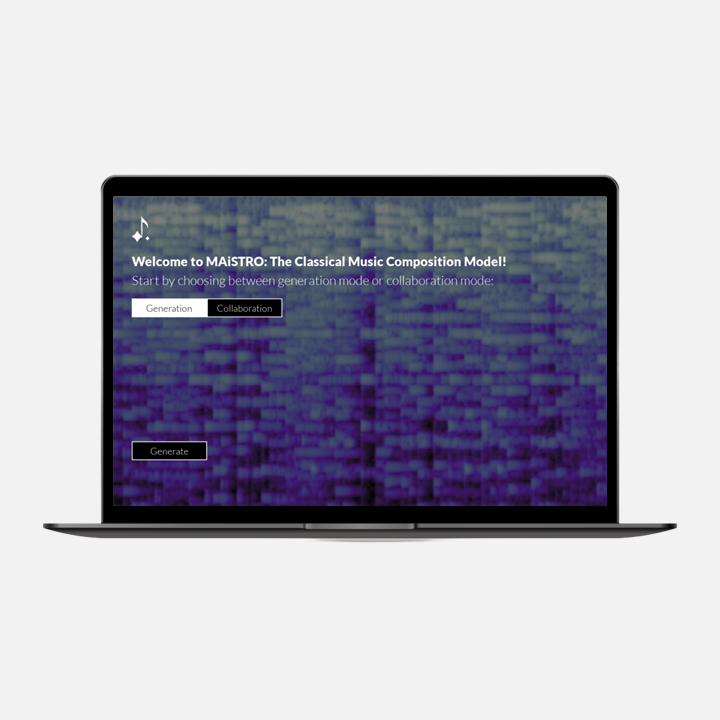 Welcome to MAiSTRO: The Classical Music Composition Model!
Start by choosing between generation mode or collaboration mode:
Generation Collaboration
Generate